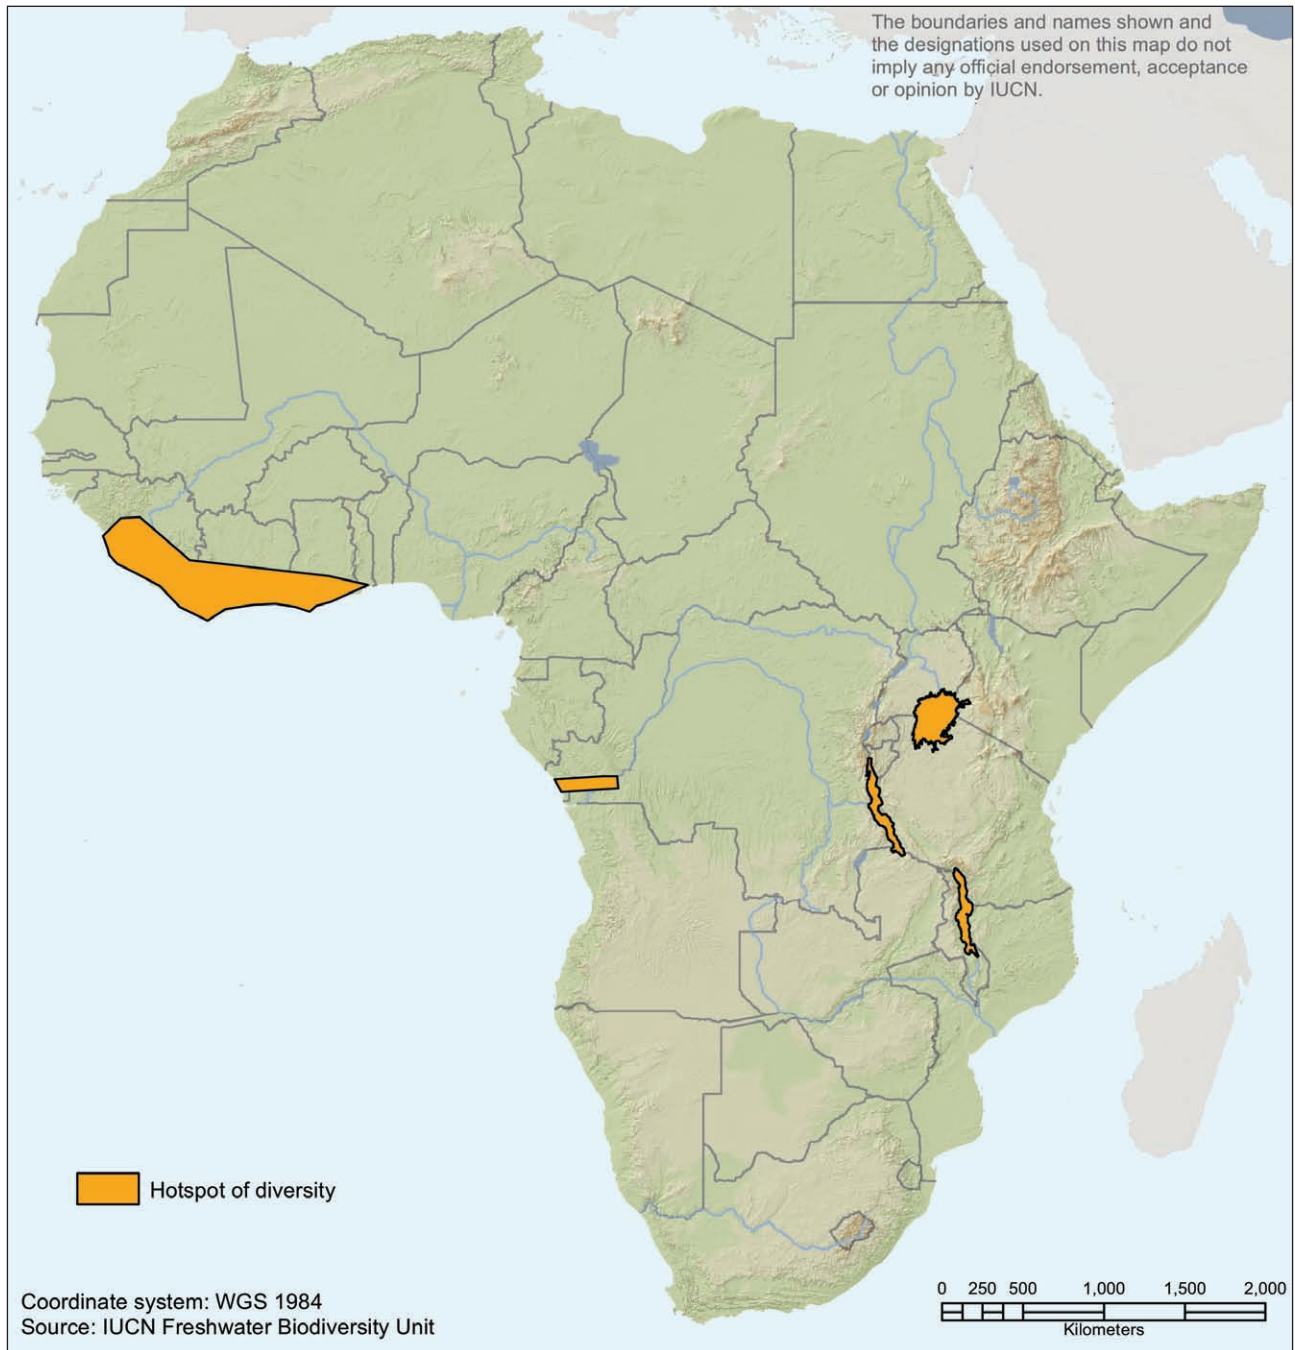 The boundaries and names shown and
the designations used on this map do not
imply any official endorsement, acceptance
or opinion by IUCN.
Hotspot of diversity
Coordinate system: WGS 1984
Source: IUCN Freshwater Biodiversity Unit
0 250 500 1,000 1,500 2,000
Kilometers